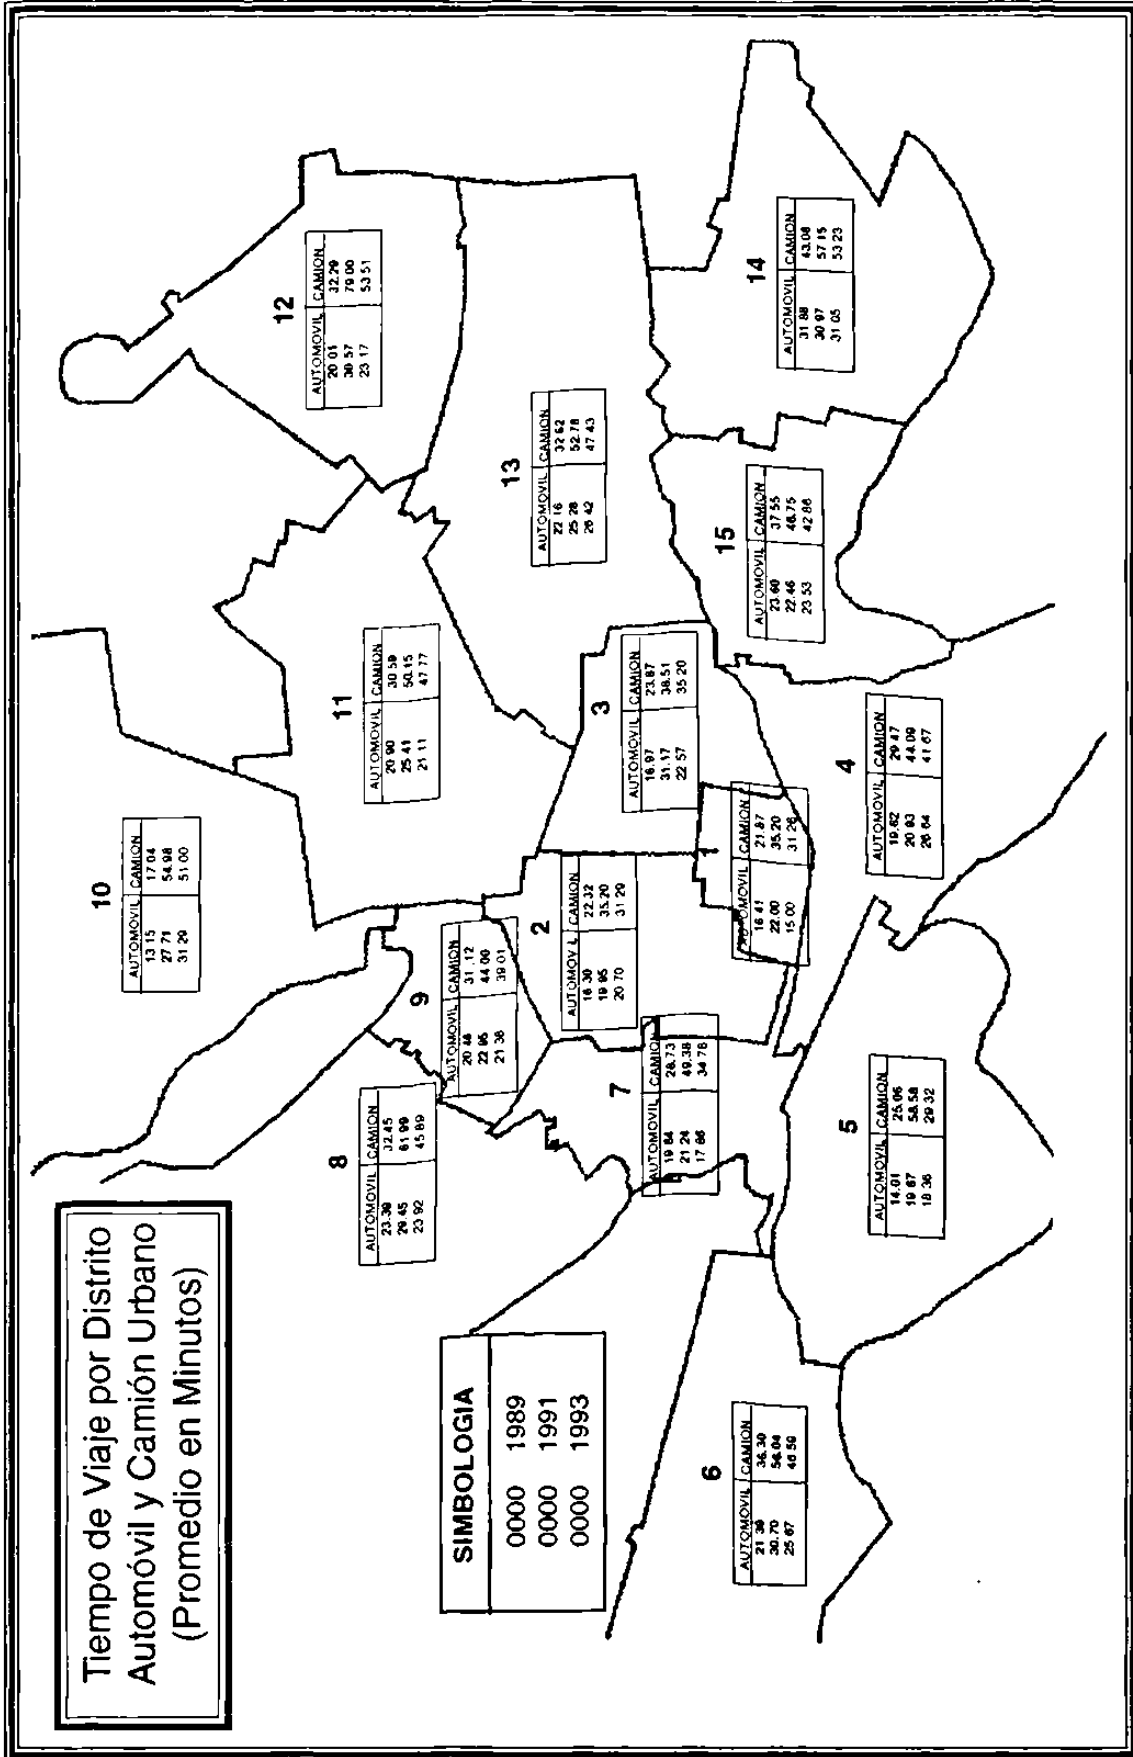 Tiempo de Viaje por Distrito
Automóvil y Camión Urbano
(Promedio en Minutos)
SIMBOLOGIA
0000 1989
0000 1991
0000 1993
10
AUTOMOVIL CAMION
13 15 17 04
27 71 54 98
31 29 51 00
12
AUTOMOVIL CAMION
20 01 32.29
30 57 79 00
23 17 53 51
11
AUTOMOVIL CAMION
20 90 30 59
25 41 50 15
21 11 47 77
8
AUTOMOVIL CAMION
23.39 32.45
29 45 61 99
23 92 45 89
9
AUTOMOVIL CAMION
20 46 31.12
22 95 44 00
21 36 39 01
13
AUTOMOVIL CAMION
22 16 32 62
25 28 52.78
26 42 47 43
2
AUTOMOV L CAMION
16 30 22.32
19 95 35.20
20 70 31.29
3
AUTOMOVIL CAMION
16.97 23.87
31.17 38.51
22 57 35 20
7
AUTOMOVIL CAMION
19 84 28.73
21 24 49.38
17 66 34 78
1
AUTOMOVIL CAMION
16 41 21.87
22 00 35.20
15 00 31.26
6
AUTOMOVIL CAMION
21 39 36.30
30.70 56.04
25 67 46 59
15
AUTOMOVIL CAMION
23.60 37 55
22.46 46.75
23 53 42 86
14
AUTOMOVIL CAMION
31 88 43.08
30 97 57 15
31 05 53 23
4
AUTOMOVIL CAMION
19.62 29 47
20 93 44.09
26 64 41 67
5
AUTOMOVIL CAMION
14.01 25.06
19 67 58.58
18 36 29 32